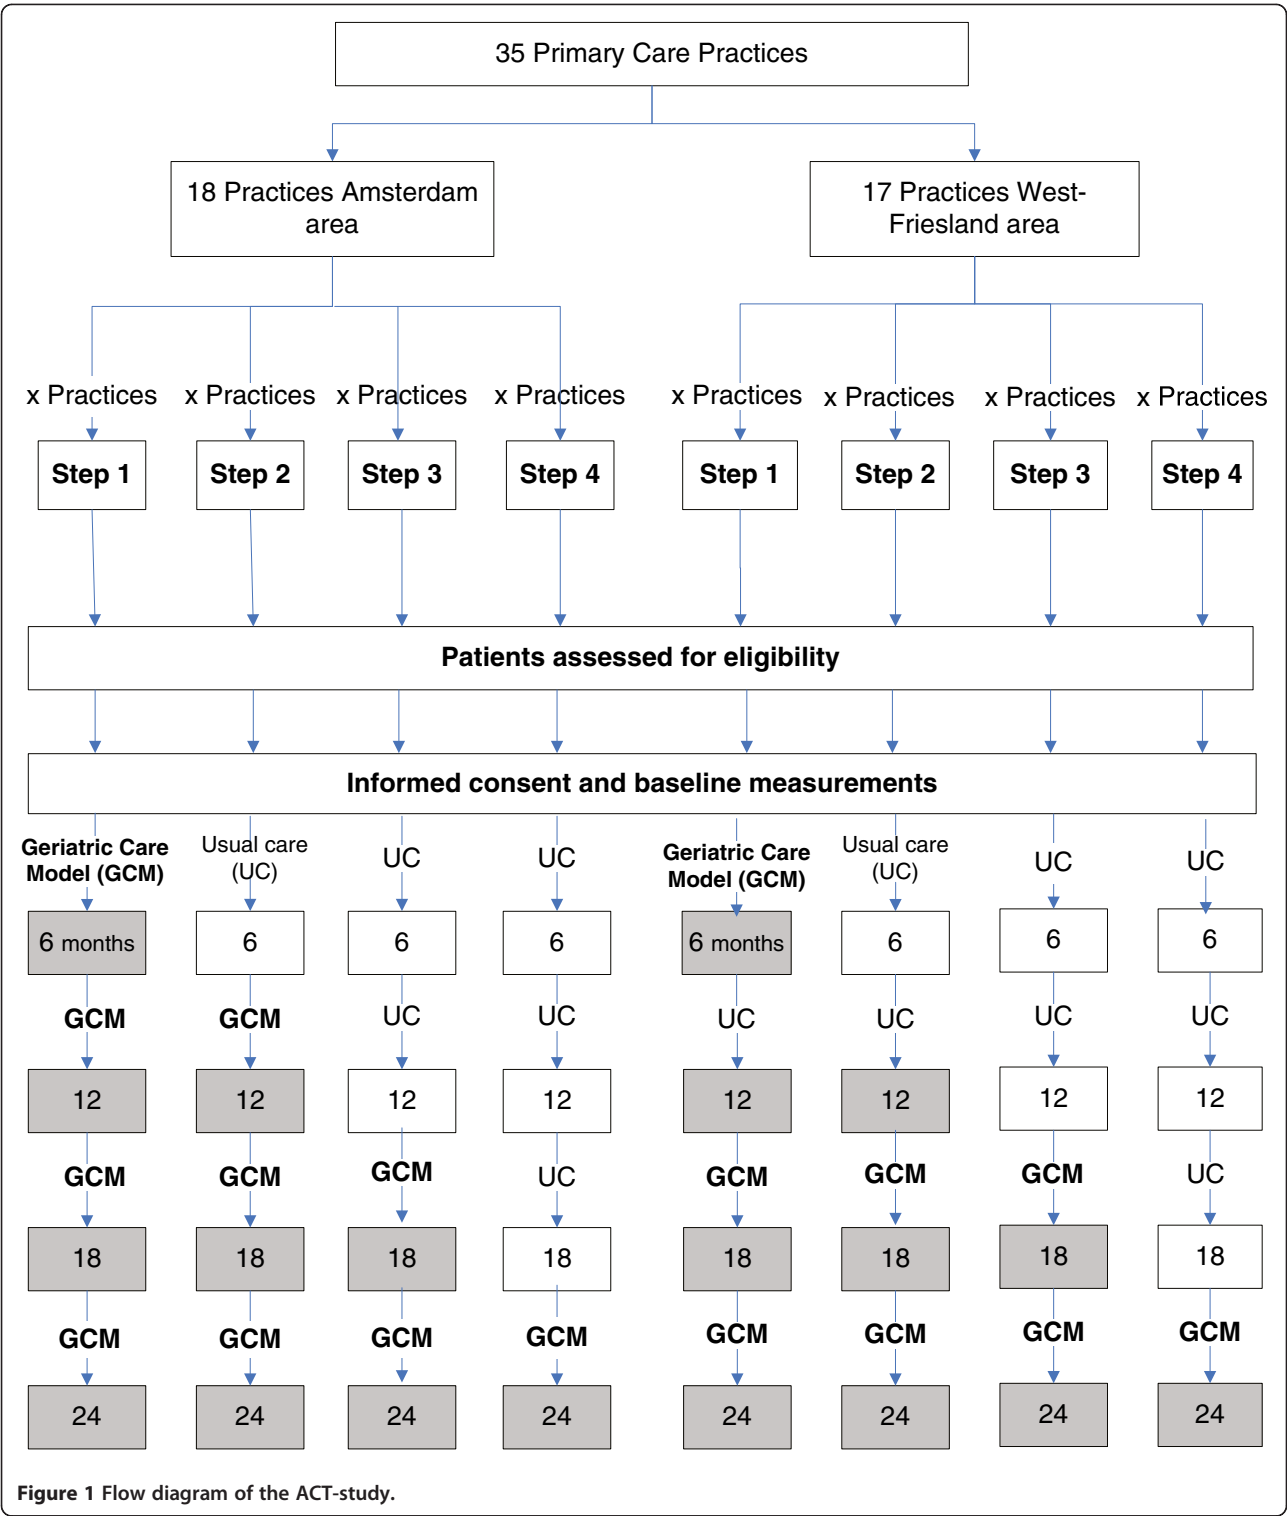 35 Primary Care Practices
18 Practices Amsterdam
area
17 Practices West-
Friesland area
x Practices
x Practices
x Practices
x Practices
x Practices
x Practices
x Practices
x Practices
Step 1
Step 2
Step 3
Step 4
Step 1
Step 2
Step 3
Step 4
Patients assessed for eligibility
Informed consent and baseline measurements
Geriatric Care
Model (GCM)
Usual care
(UC)
UC
UC
Geriatric Care
Model (GCM)
Usual care
(UC)
UC
UC
6 months
6
6
6
6 months
6
6
6
GCM
GCM
UC
UC
UC
UC
UC
UC
12
12
12
12
12
12
12
12
GCM
GCM
GCM
UC
GCM
GCM
GCM
UC
18
18
18
18
18
18
18
18
GCM
GCM
GCM
GCM
GCM
GCM
GCM
GCM
24
24
24
24
24
24
24
24
Figure 1 Flow diagram of the ACT-study.